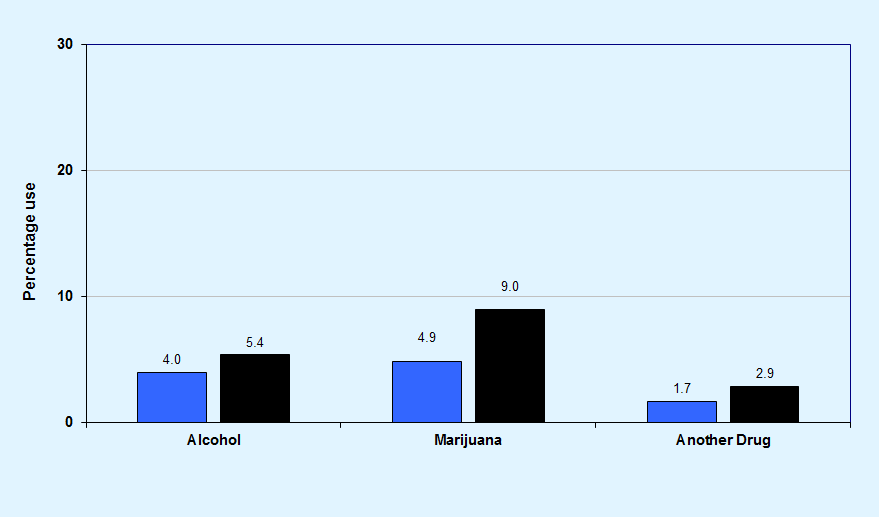 30
20
10
0
Percentage use
4.0
5.4
4.9
9.0
1.7
2.9
Alcohol
Marijuana
Another Drug